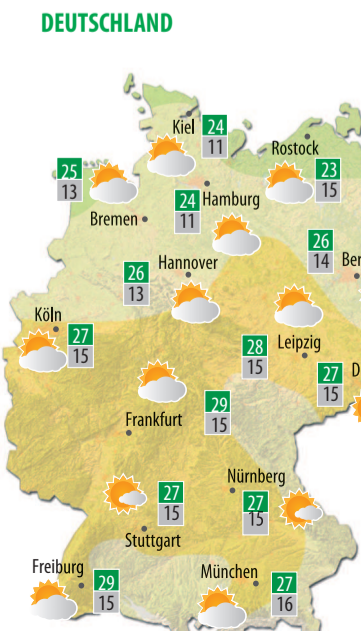 DEUTSCHLAND
Kiel
24
11
Rostock
23
15
25
13
24
11
Hamburg
Bremen
26
14
Ber
Hannover
26
13
Köln
27
15
28
15
Leipzig
27
15
D
29
15
Frankfurt
Nürnberg
27
15
27
15
Stuttgart
Freiburg
29
15
München
27
16